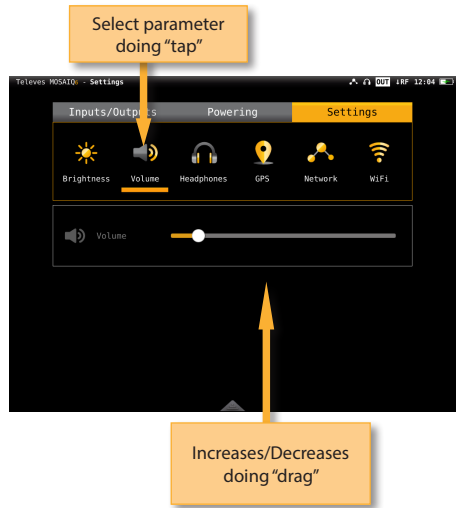 Select parameter
doing “tap”
Televes MOSAIQ6 - Settings OUT ↓RF 12:04
Inputs/Outputs Powering Settings
Brightness Volume Headphones GPS Network WiFi
Volume
Increases/Decreases
doing “drag”